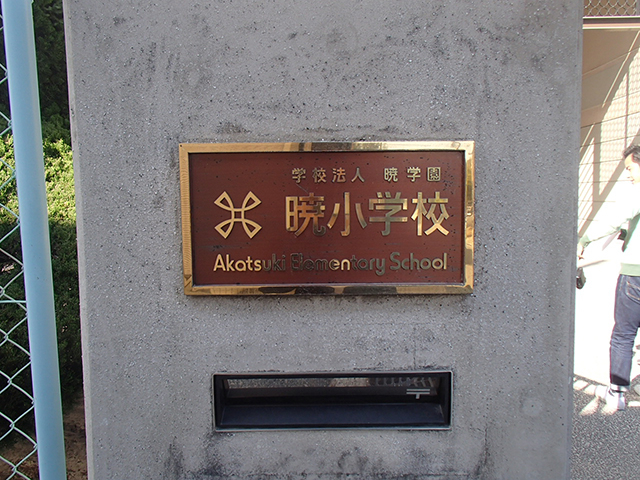 学校法人 暁学園
暁小学校
Akatsuki Elementary School